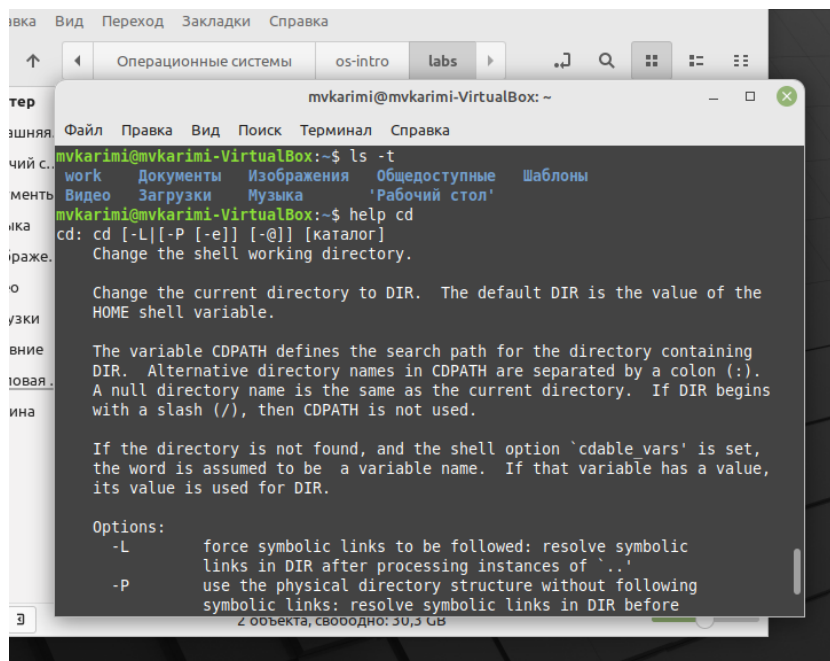 Вид Переход Закладки Справка
Операционные системы os-intro labs
mvkarimi@mvkarimi-VirtualBox: ~
Файл Правка Вид Поиск Терминал Справка
mvkarimi@mvkarimi-VirtualBox:~$ ls -t
work Документы Изображения Общедоступные Шаблоны
Видео Загрузки Музыка 'Рабочий стол'
mvkarimi@mvkarimi-VirtualBox:~$ help cd
cd: cd [-L|[-P [-e]] [-@]] [каталог]
Change the shell working directory.
Change the current directory to DIR.  The default DIR is the value of the
HOME shell variable.
The variable CDPATH defines the search path for the directory containing
DIR.  Alternative directory names in CDPATH are separated by a colon (:).
A null directory name is the same as the current directory.  If DIR begins
with a slash (/), then CDPATH is not used.
If the directory is not found, and the shell option `cdable_vars' is set,
the word is assumed to be  a variable name.  If that variable has a value,
its value is used for DIR.
Options:
-L force symbolic links to be followed: resolve symbolic
links in DIR after processing instances of `..'
-P use the physical directory structure without following
symbolic links: resolve symbolic links in DIR before
2 объекта, свободно: 30,3 GB